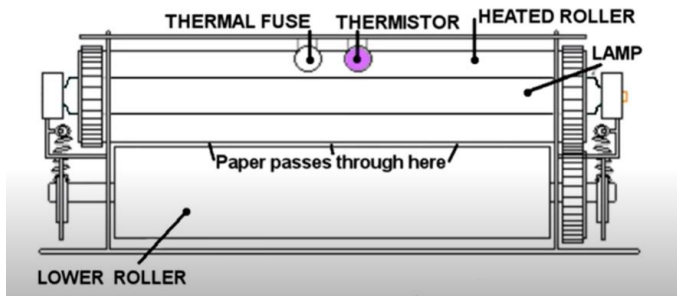 THERMAL FUSE
THERMISTOR
HEATED ROLLER
LAMP
Paper passes through here
LOWER ROLLER